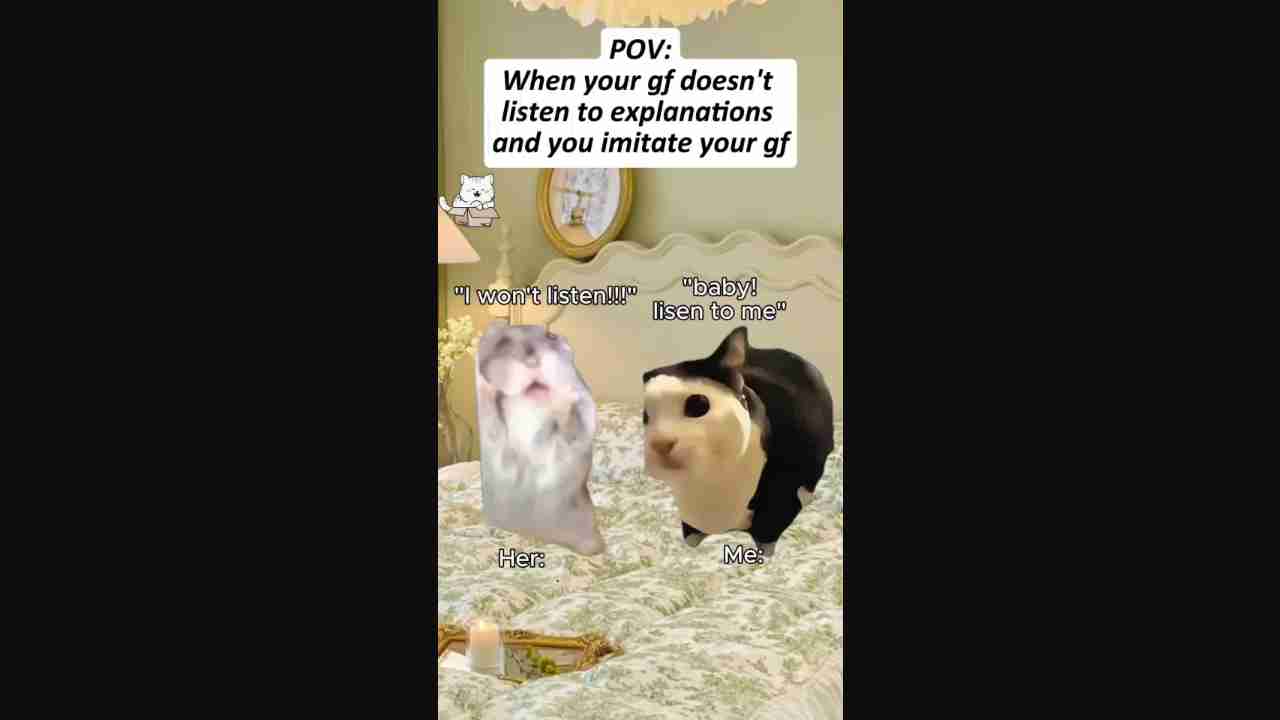 POV:
When your gf doesn't
listen to explanations
and you imitate your gf
"I won't listen!!!"
"baby!
lisen to me"
Her:
Me: